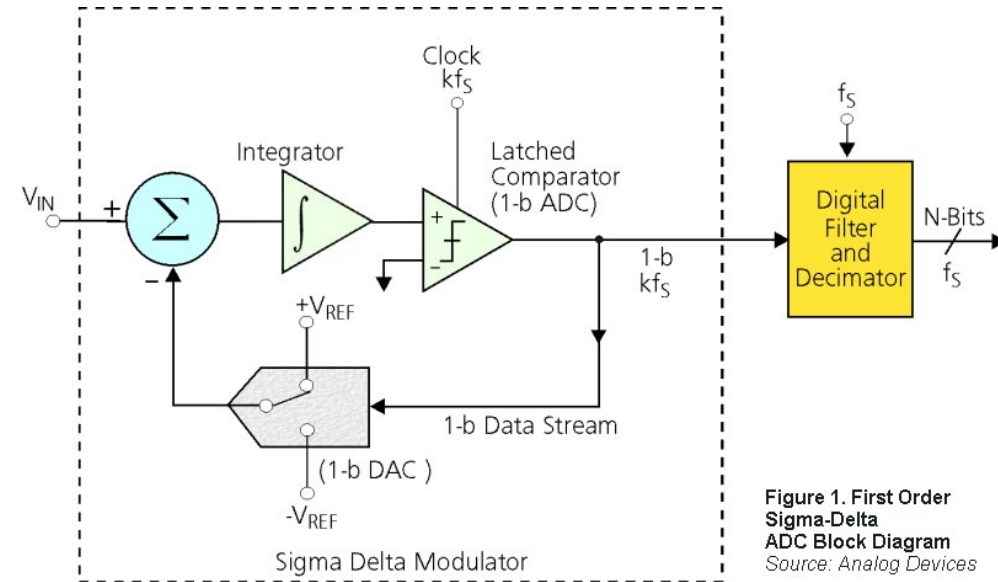 Clock
kfS
fS
Integrator
Latched
Comparator
(1-b ADC)
VIN
+
Σ
−
∫
+
−
Digital
Filter
and
Decimator
N-Bits
fS
1-b
kfS
+VREF
1-b Data Stream
(1-b DAC )
-VREF
Sigma Delta Modulator
Figure 1. First Order
Sigma-Delta
ADC Block Diagram
Source: Analog Devices